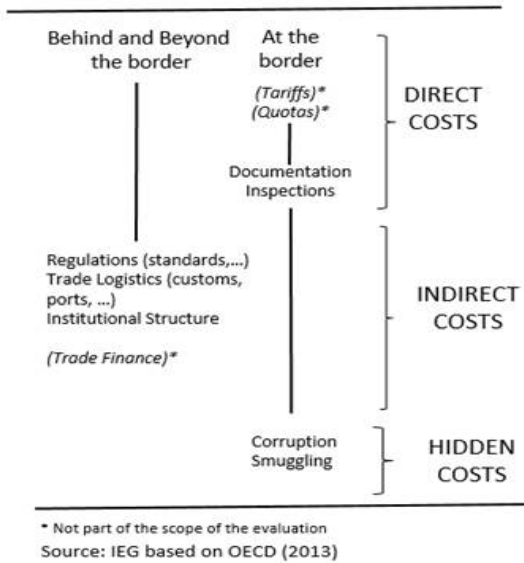 Behind and Beyond
the border
At the
border
(Tariffs)*
(Quotas)*
DIRECT
COSTS
Documentation
Inspections
Regulations (standards,...)
Trade Logistics (customs,
ports, ...)
Institutional Structure
(Trade Finance)*
INDIRECT
COSTS
Corruption
Smuggling
HIDDEN
COSTS
* Not part of the scope of the evaluation
Source: IEG based on OECD (2013)